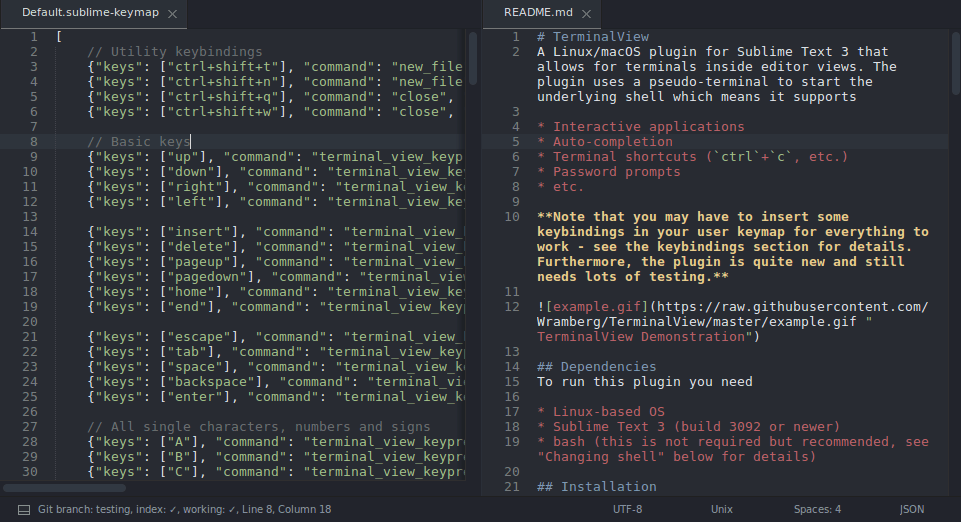 Default.sublime-keymap ×
1 [
2 // Utility keybindings
3 {"keys": ["ctrl+shift+t"], "command": "new_file
4 {"keys": ["ctrl+shift+n"], "command": "new_file
5 {"keys": ["ctrl+shift+q"], "command": "close",
6 {"keys": ["ctrl+shift+w"], "command": "close",
7
8 // Basic keys
9 {"keys": ["up"], "command": "terminal_view_keyp
10 {"keys": ["down"], "command": "terminal_view_key
11 {"keys": ["right"], "command": "terminal_view_k
12 {"keys": ["left"], "command": "terminal_view_key
13
14 {"keys": ["insert"], "command": "terminal_view_
15 {"keys": ["delete"], "command": "terminal_view_
16 {"keys": ["pageup"], "command": "terminal_view_
17 {"keys": ["pagedown"], "command": "terminal_view
18 {"keys": ["home"], "command": "terminal_view_key
19 {"keys": ["end"], "command": "terminal_view_keyp
20
21 {"keys": ["escape"], "command": "terminal_view_
22 {"keys": ["tab"], "command": "terminal_view_keyp
23 {"keys": ["space"], "command": "terminal_view_k
24 {"keys": ["backspace"], "command": "terminal_vi
25 {"keys": ["enter"], "command": "terminal_view_k
26
27 // All single characters, numbers and signs
28 {"keys": ["A"], "command": "terminal_view_keypr
29 {"keys": ["B"], "command": "terminal_view_keypr
30 {"keys": ["C"], "command": "terminal_view_keypr
README.md ×
1 # TerminalView
2 A Linux/macOS plugin for Sublime Text 3 that
allows for terminals inside editor views. The
plugin uses a pseudo-terminal to start the
underlying shell which means it supports
3
4 * Interactive applications
5 * Auto-completion
6 * Terminal shortcuts (`ctrl`+`c`, etc.)
7 * Password prompts
8 * etc.
9
10 **Note that you may have to insert some
keybindings in your user keymap for everything to
work - see the keybindings section for details.
Furthermore, the plugin is quite new and still
needs lots of testing.**
11
12 ![example.gif](https://raw.githubusercontent.com/
Wramberg/TerminalView/master/example.gif "
TerminalView Demonstration")
13
14 ## Dependencies
15 To run this plugin you need
16
17 * Linux-based OS
18 * Sublime Text 3 (build 3092 or newer)
19 * bash (this is not required but recommended, see
"Changing shell" below for details)
20
21 ## Installation
Git branch: testing, index: ✓, working: ✓, Line 8, Column 18
UTF-8
Unix
Spaces: 4
JSON